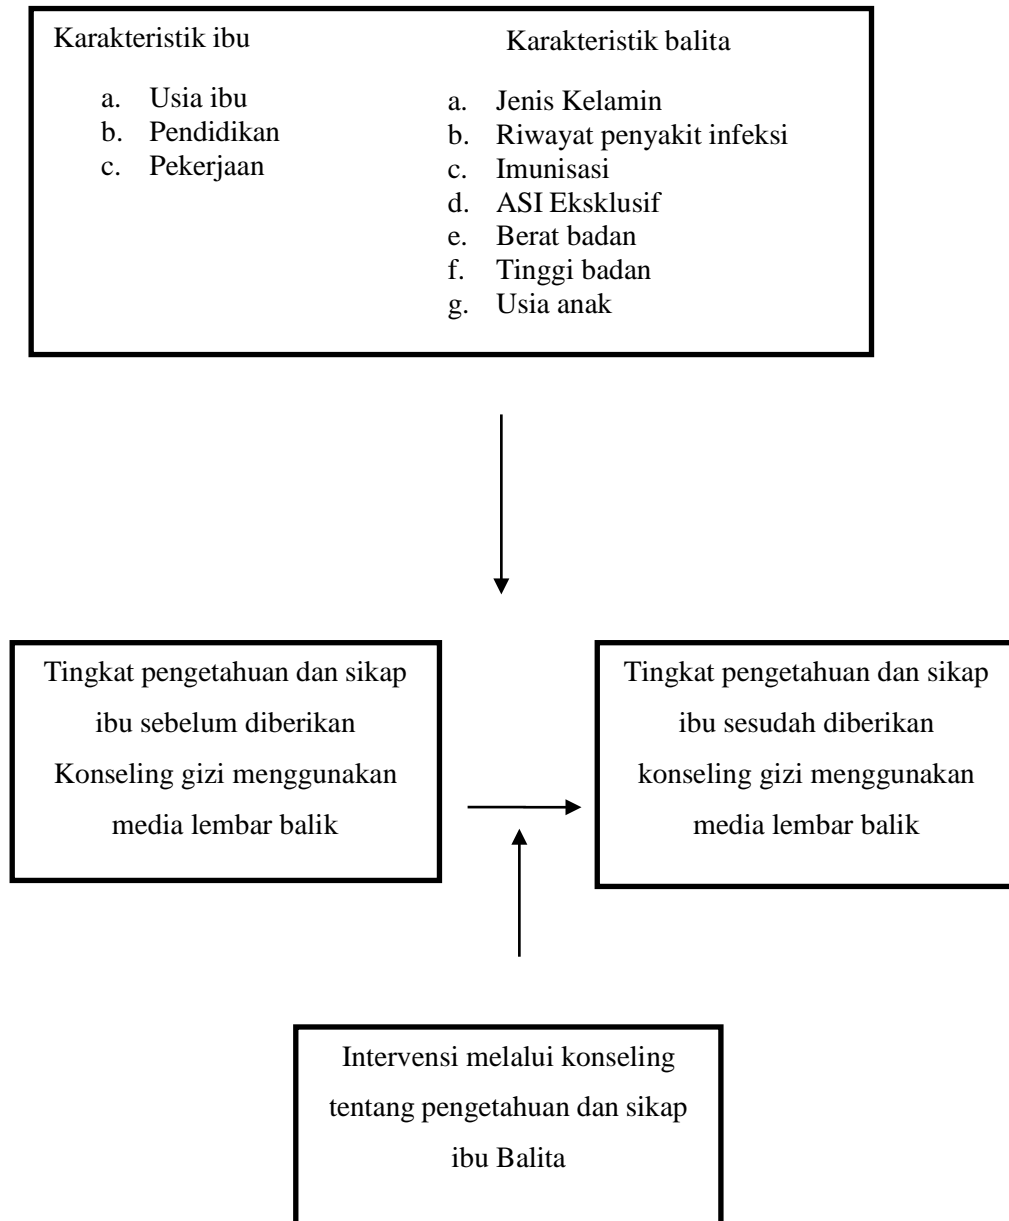 Karakteristik ibu
a. Usia ibu
b. Pendidikan
c. Pekerjaan
Karakteristik balita
a. Jenis Kelamin
b. Riwayat penyakit infeksi
c. Imunisasi
d. ASI Eksklusif
e. Berat badan
f. Tinggi badan
g. Usia anak
Tingkat pengetahuan dan sikap
ibu sebelum diberikan
Konseling gizi menggunakan
media lembar balik
Tingkat pengetahuan dan sikap
ibu sesudah diberikan
konseling gizi menggunakan
media lembar balik
Intervensi melalui konseling
tentang pengetahuan dan sikap
ibu Balita